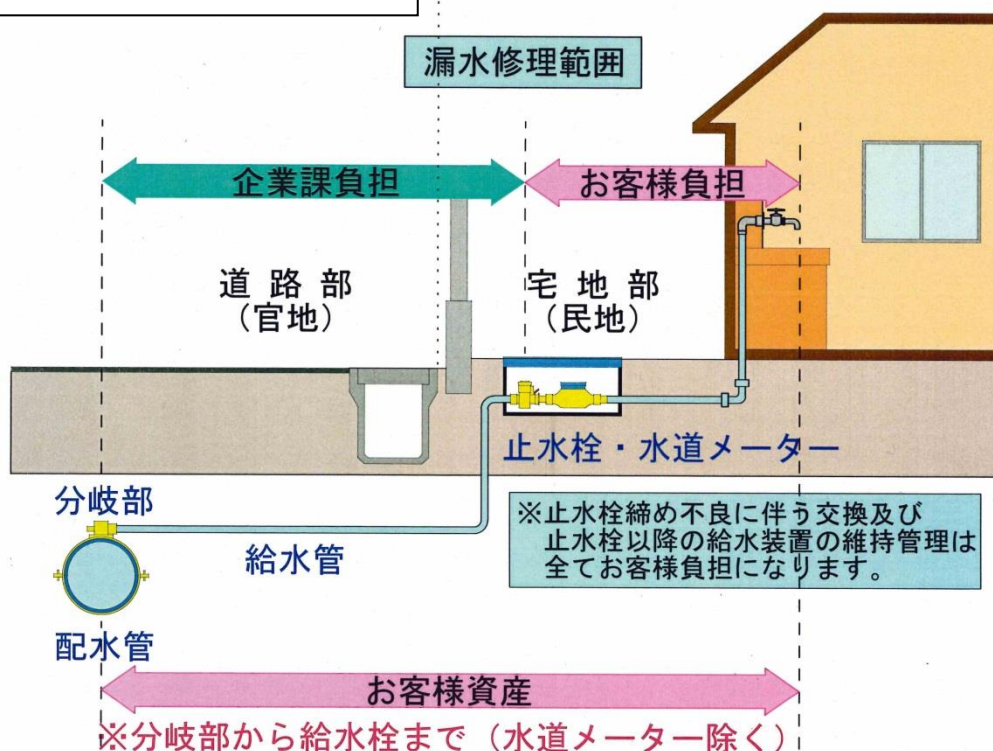 漏水修理範囲
企業課負担
お客様負担
道路部
（官地）
宅地部
（民地）
止水栓・水道メーター
分岐部
給水管
※止水栓締め不良に伴う交換及び
止水栓以降の給水装置の維持管理は
全てお客様負担になります。
配水管
お客様資産
※分岐部から給水栓まで（水道メーター除く）